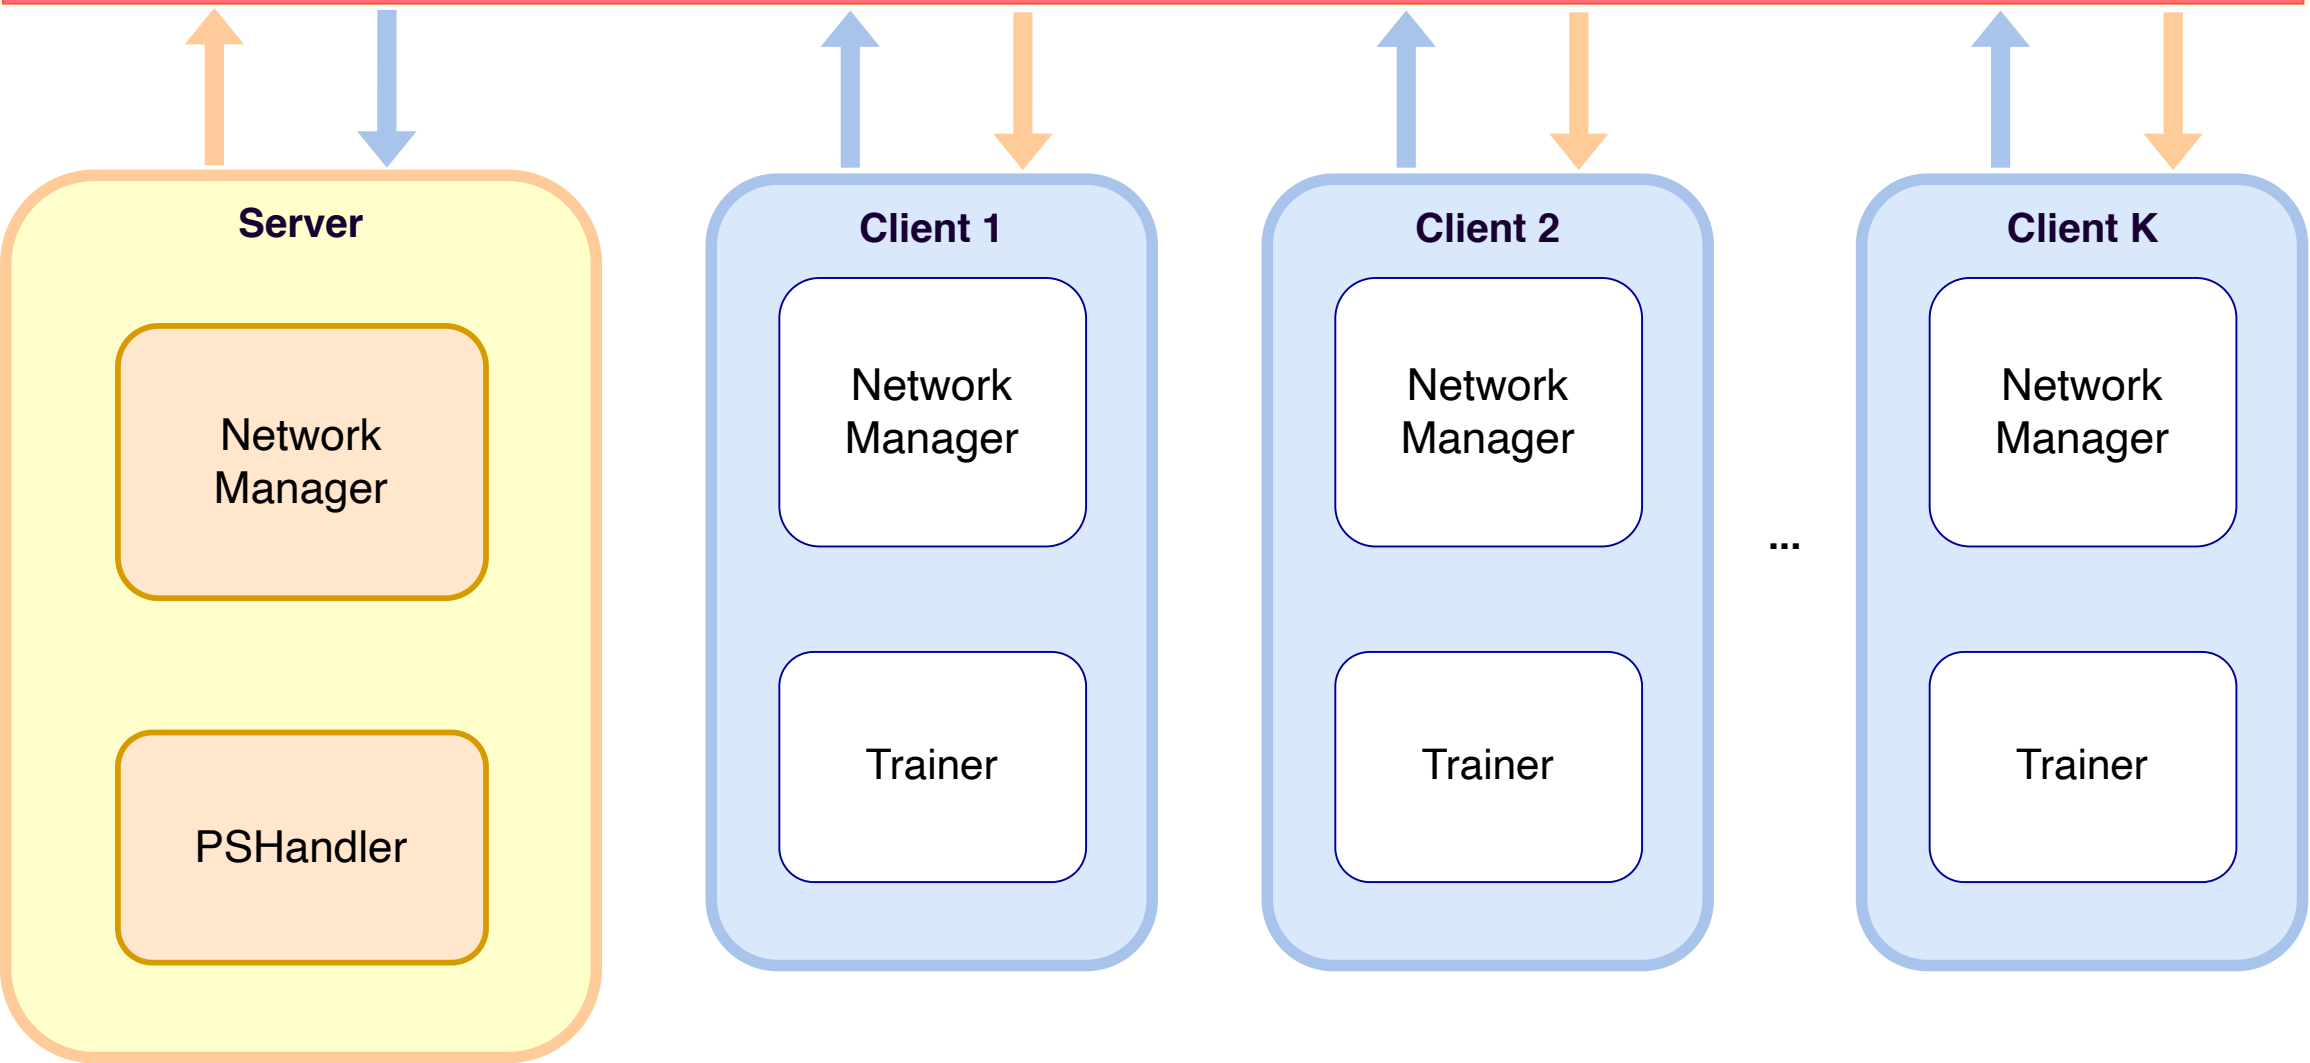 Server
Network
Manager
PSHandler
Client 1
Network
Manager
Trainer
Client 2
Network
Manager
Trainer
...
Client K
Network
Manager
Trainer